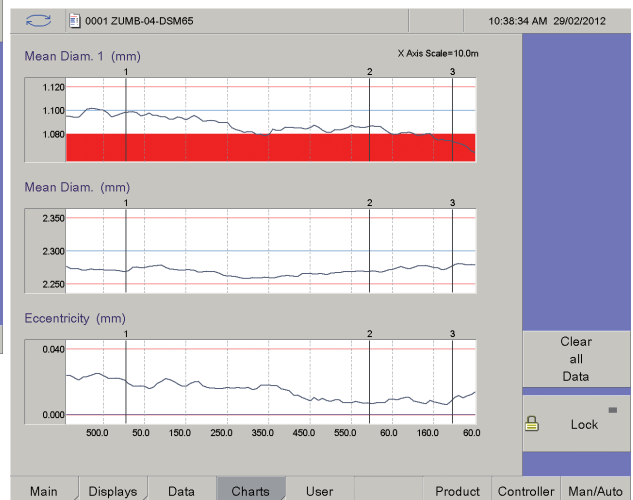 0001 ZUMB-04-DSM65 10:38:34 AM 29/02/2012
Mean Diam. 1 (mm) X Axis Scale=10.0m
1 2 3
1.120
1.100
1.080
Mean Diam. (mm)
1 2 3
2.350
2.300
2.250
Eccentricity (mm)
1 2 3
0.040
0.000
500.0 50.0 150.0 250.0 350.0 450.0 550.0 60.0 160.0 60.0
Clear
all
Data
Lock
Main Displays Data Charts User Product Controller Man/Auto